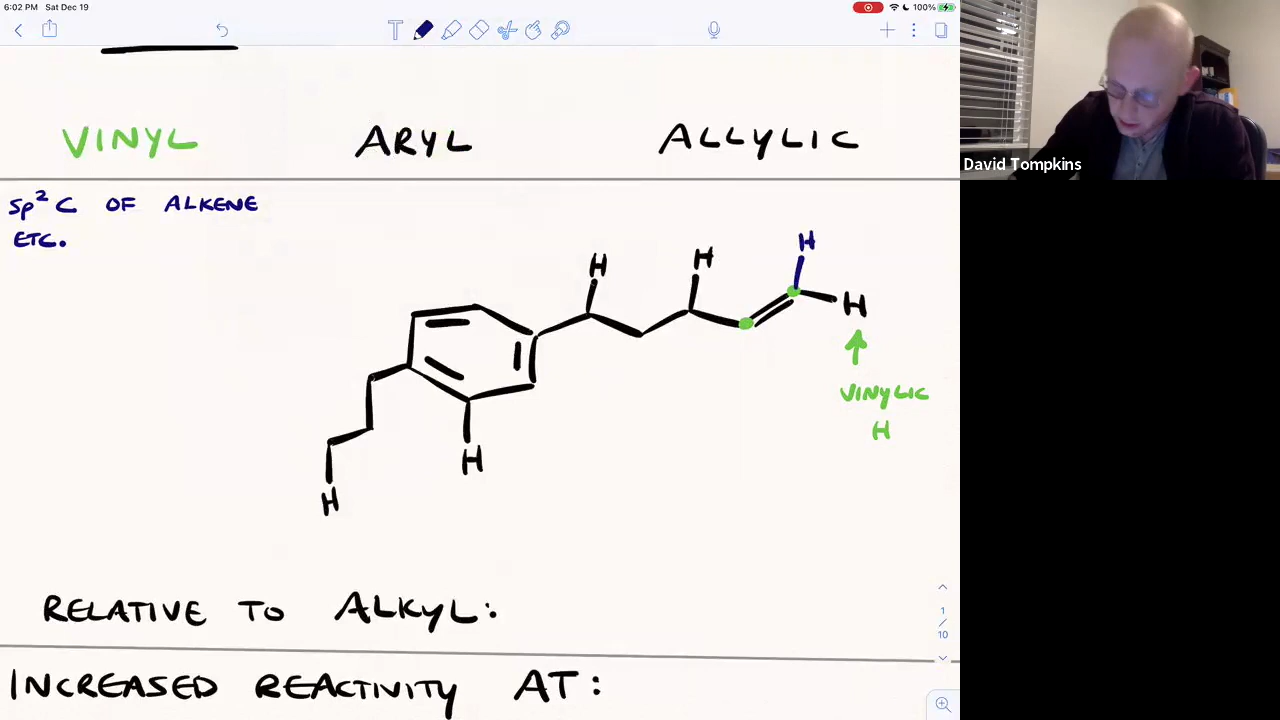 6:02 PM Sat Dec 19
100%
T
David Tompkins
VINYL ARYL ALLYLIC
Sp² C OF ALKENE
ETC.
H H H
H
VINYLIC
H
H
H
RELATIVE TO ALKYL:
1
/
10
INCREASED REACTIVITY AT: